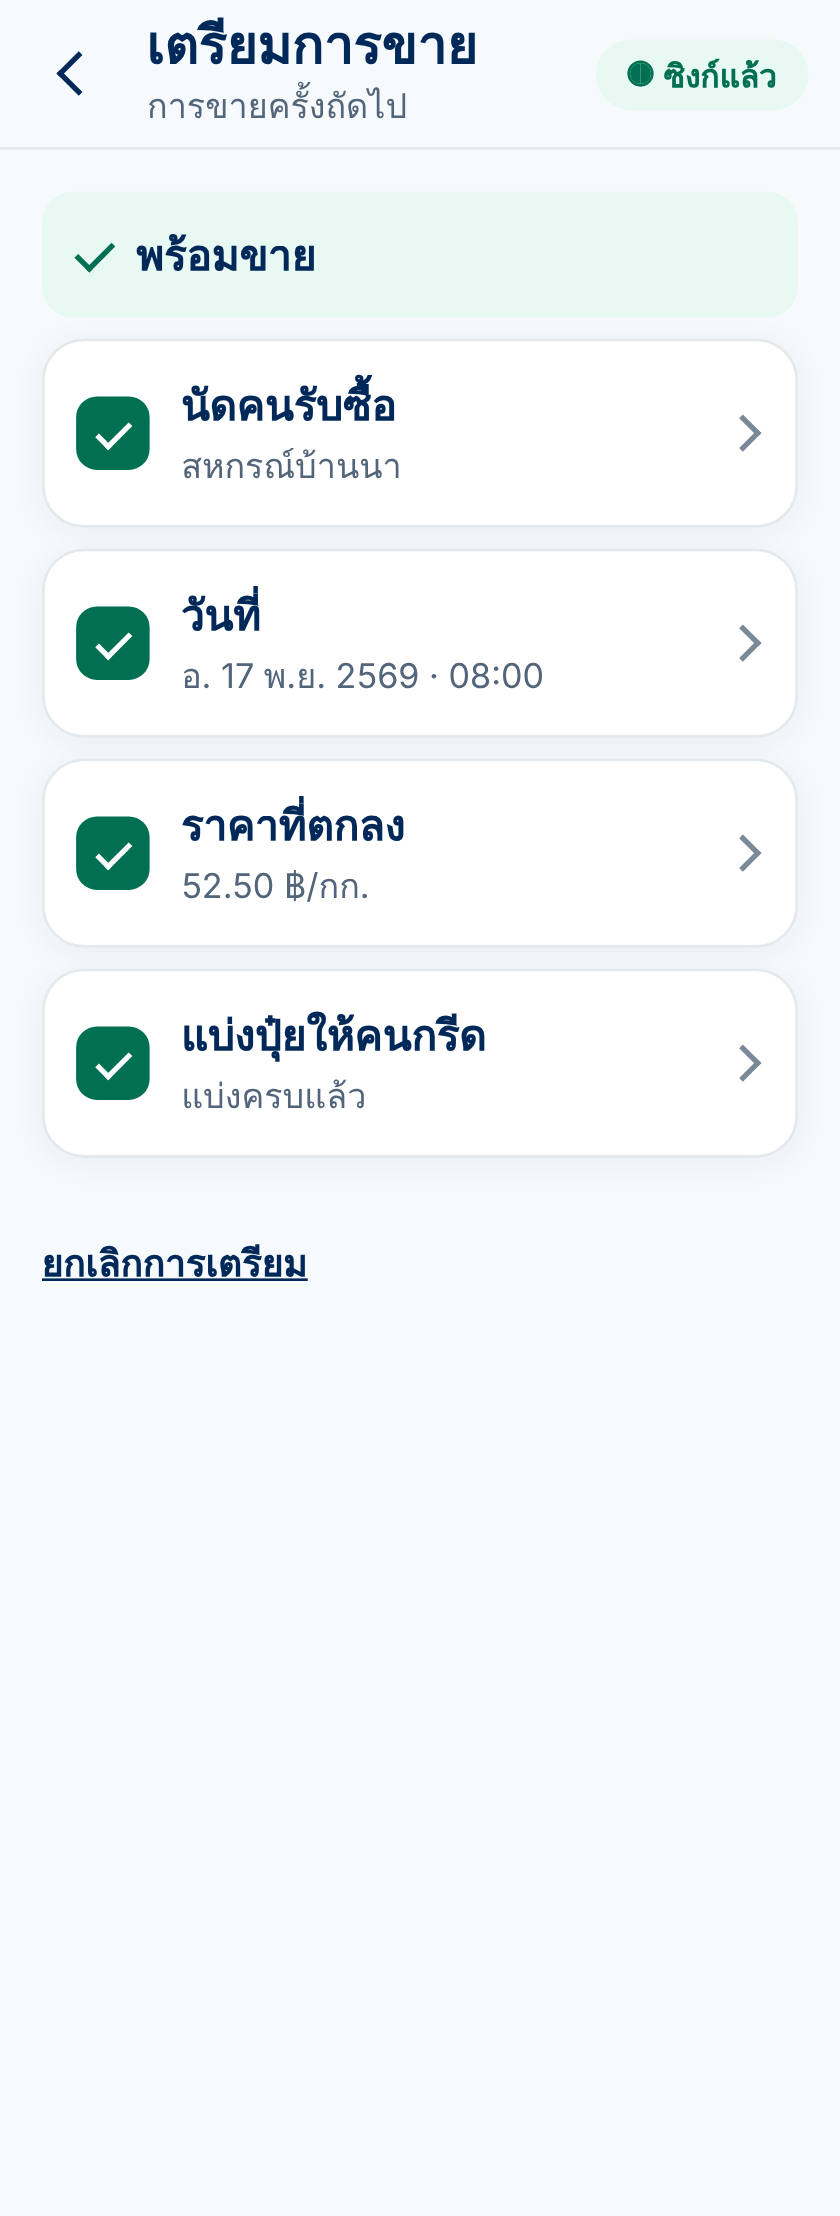 เตรียมการขาย
การขายครั้งถัดไป
ซิงก์แล้ว
พร้อมขาย
นัดคนรับซื้อ
สหกรณ์บ้านนา
วันที่
อ. 17 พ.ย. 2569 · 08:00
ราคาที่ตกลง
52.50 ฿/กก.
แบ่งปุ๋ยให้คนกรีด
แบ่งครบแล้ว
ยกเลิกการเตรียม